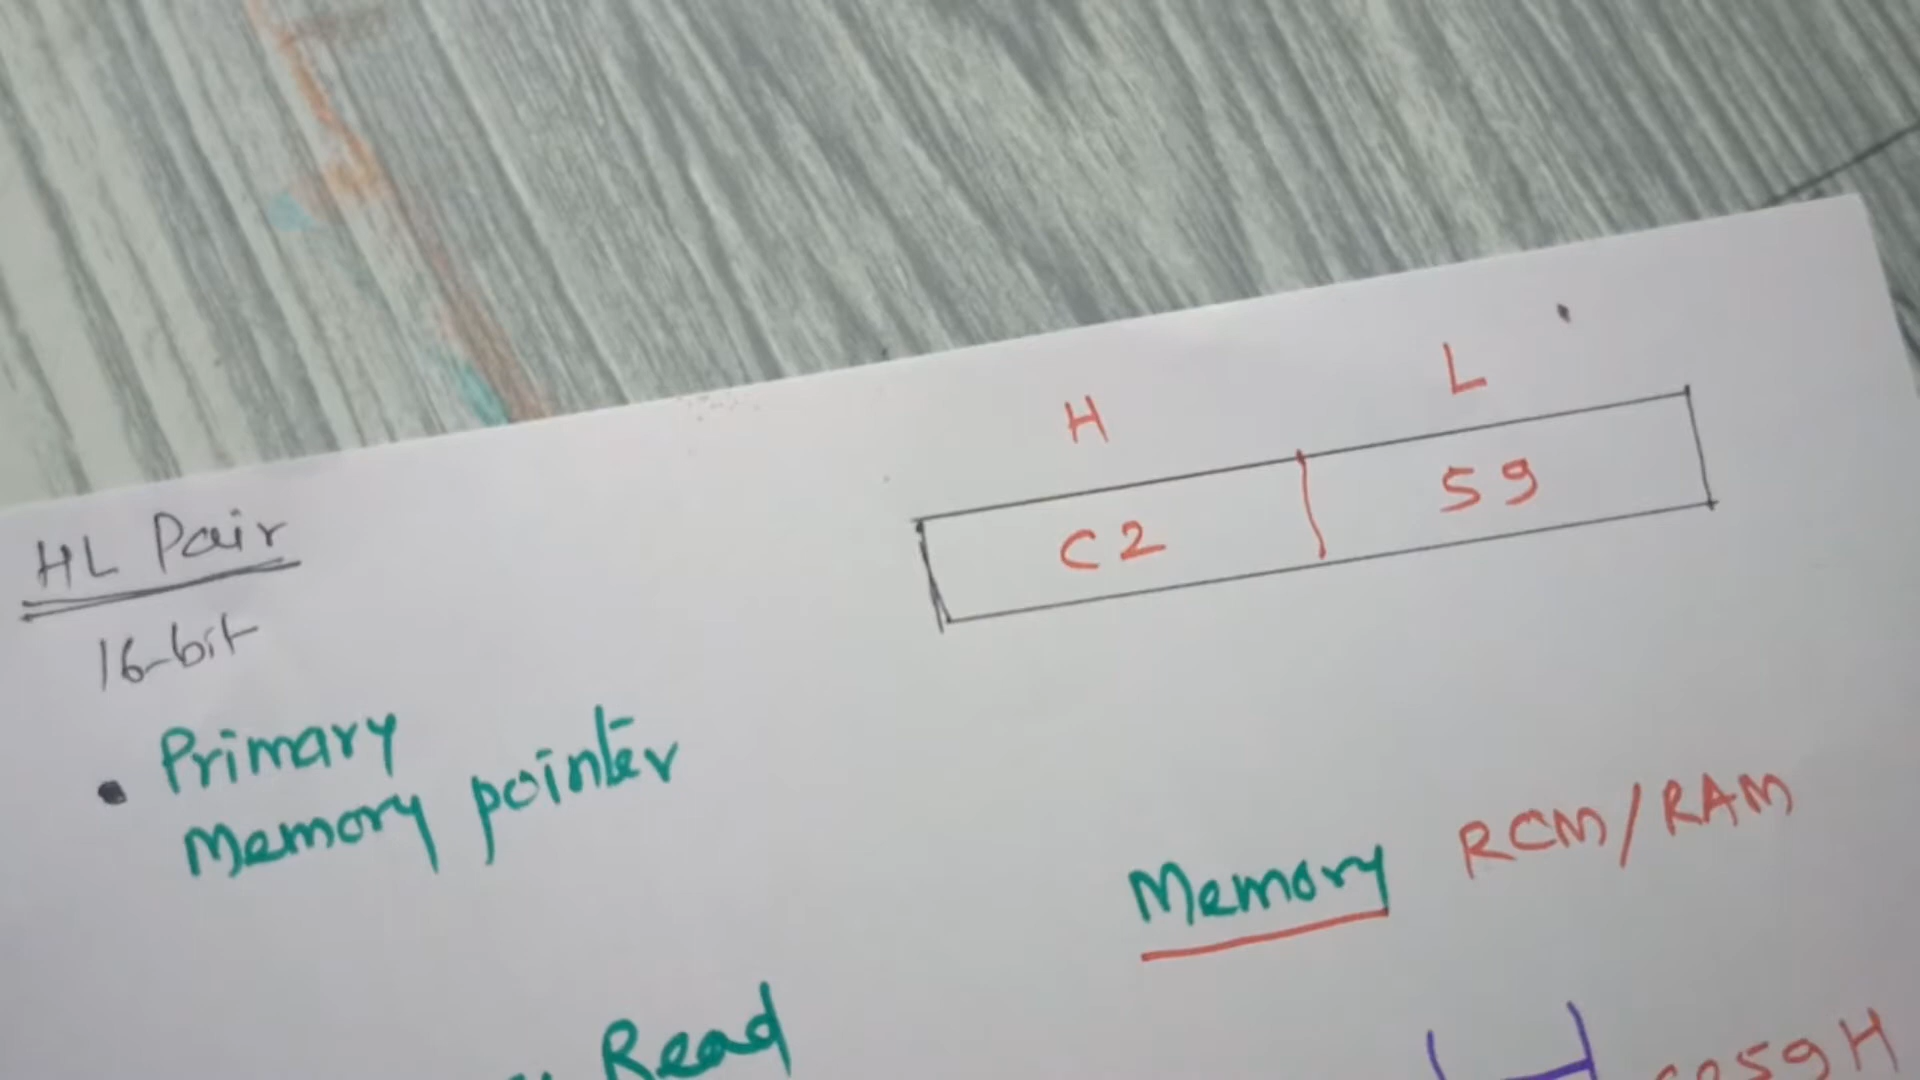 H L
C2 59
HL Pair
16-bit
• Primary
Memory pointer
Memory RCM/RAM
Read